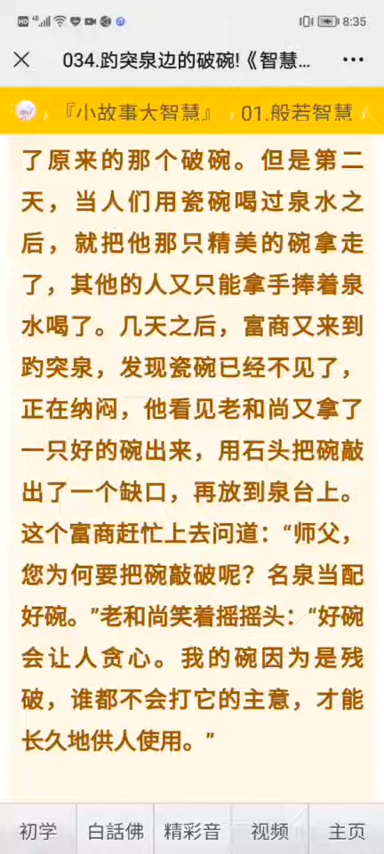 8:35
034.趵突泉边的破碗!《智慧...
『小故事大智慧』 › 01.般若智慧
了原来的那个破碗。但是第二
天，当人们用瓷碗喝过泉水之
后，就把他那只精美的碗拿走
了，其他的人又只能拿手捧着泉
水喝了。几天之后，富商又来到
趵突泉，发现瓷碗已经不见了，
正在纳闷，他看见老和尚又拿了
一只好的碗出来，用石头把碗敲
出了一个缺口，再放到泉台上。
这个富商赶忙上去问道：“师父，
您为何要把碗敲破呢？名泉当配
好碗。”老和尚笑着摇摇头：“好碗
会让人贪心。我的碗因为是残
破，谁都不会打它的主意，才能
长久地供人使用。”
初学 白話佛 精彩音 视频 主页